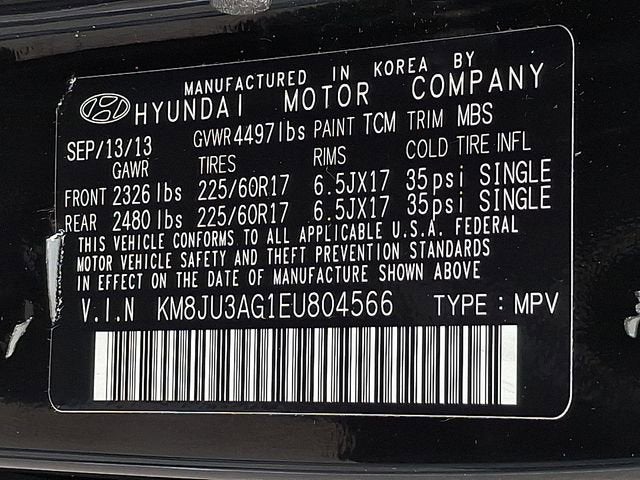 MANUFACTURED IN KOREA BY
HYUNDAI MOTOR COMPANY
SEP/13/13 GVWR 4497lbs PAINT TCM TRIM MBS
GAWR TIRES RIMS COLD TIRE INFL
FRONT 2326 lbs 225/60R17 6.5JX17 35psi SINGLE
REAR 2480 lbs 225/60R17 6.5JX17 35psi SINGLE
THIS VEHICLE CONFORMS TO ALL APPLICABLE U.S.A. FEDERAL
MOTOR VEHICLE SAFETY AND THEFT PREVENTION STANDARDS
IN EFFECT ON THE DATE OF MANUFACTURE SHOWN ABOVE
V.I.N KM8JU3AG1EU804566 TYPE : MPV